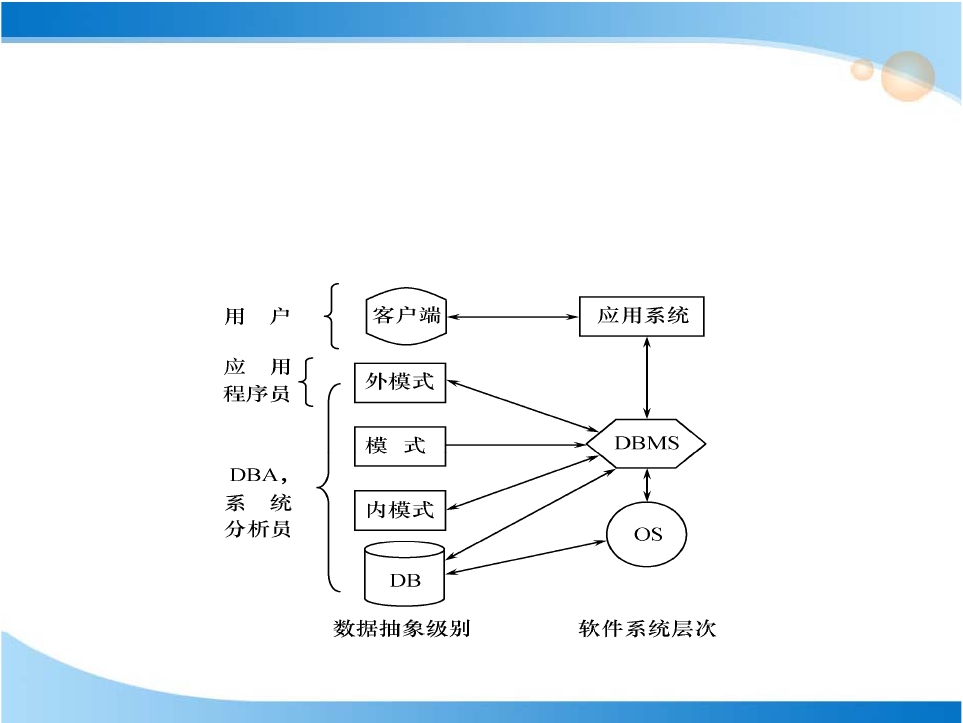 用 户
客户端
应用系统
应 用
程序员
外模式
模 式
DBMS
DBA，
系 统
分析员
内模式
OS
DB
数据抽象级别
软件系统层次